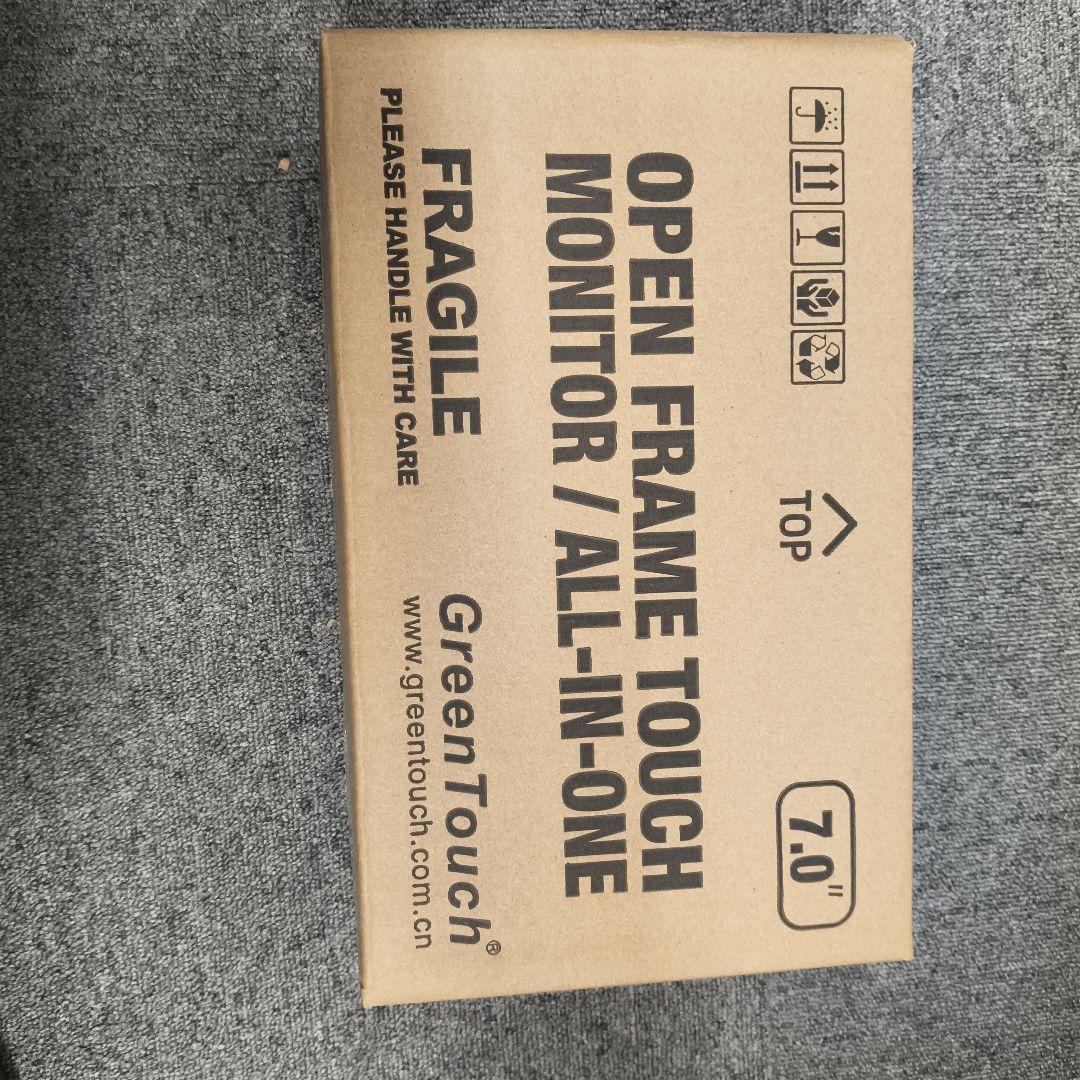 TOP
7.0"
OPEN FRAME TOUCH
MONITOR / ALL-IN-ONE
FRAGILE
PLEASE HANDLE WITH CARE
GreenTouch®
www.greentouch.com.cn